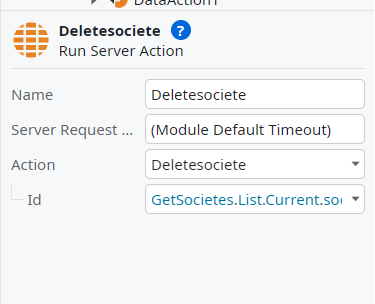 DataAction1
Deletesociete ?
Run Server Action
Name Deletesociete
Server Request ... (Module Default Timeout)
Action Deletesociete
Id GetSocietes.List.Current.so